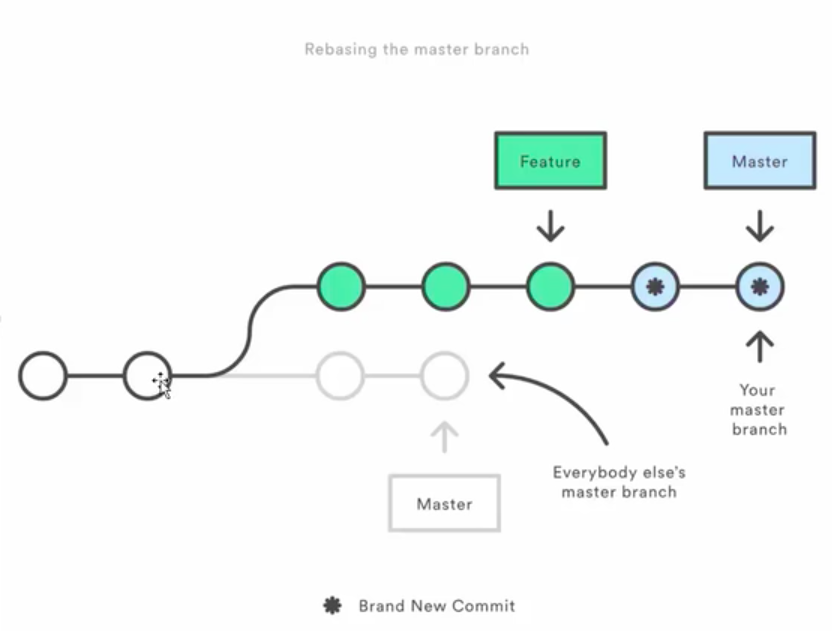 Rebasing the master branch
Feature
Master
Your
master
branch
Everybody else's
master branch
Master
Brand New Commit